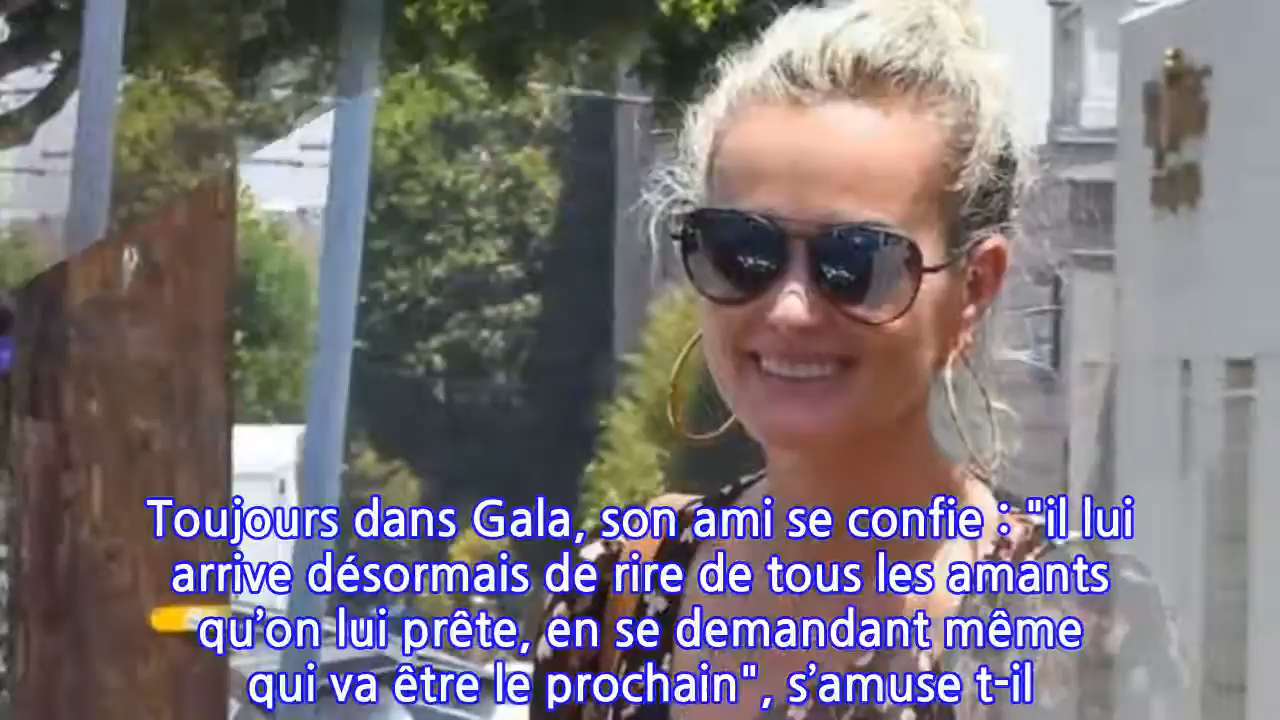 Toujours dans Gala, son ami se confie : "il lui
arrive désormais de rire de tous les amants
qu’on lui prête, en se demandant même
qui va être le prochain", s’amuse t-il